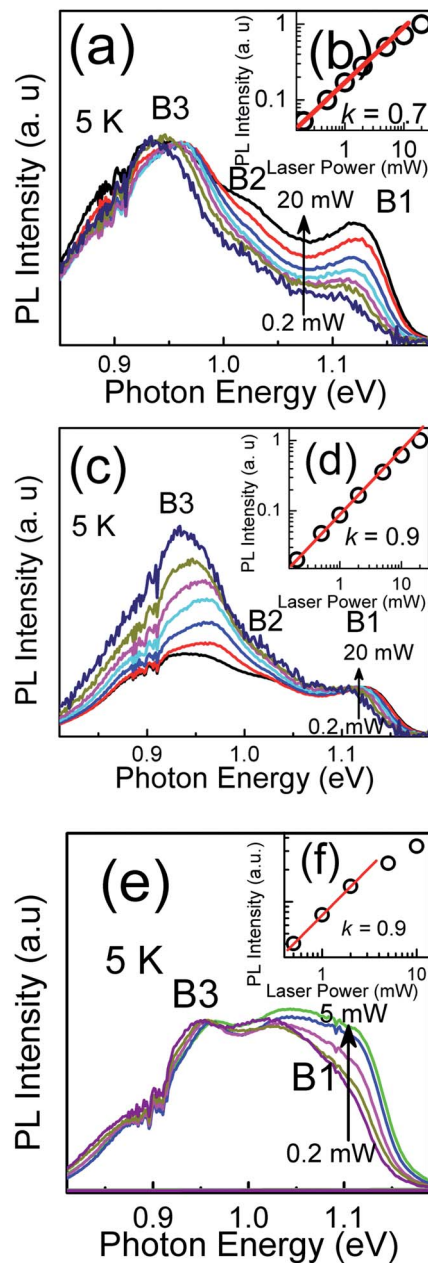 (a)
(b)
5 K
B3
B2
B1
20 mW
0.2 mW
k = 0.7
PL Intensity (a. u)
1
0.1
1
10
Laser Power (mW)
PL Intensity (a. u)
0.9
1.0
1.1
Photon Energy (eV)
(c)
(d)
5 K
B3
B2
B1
20 mW
0.2 mW
k = 0.9
PL Intensity (a. u)
1
0.1
1
10
Laser Power (mW)
PL Intensity (a. u)
0.9
1.0
1.1
Photon Energy (eV)
(e)
(f)
5 K
B3
B1
5 mW
0.2 mW
k = 0.9
PL Intensity (a.u.)
1
10
Laser Power (mW)
PL Intensity (a.u)
0.9
1.0
1.1
Photon Energy (eV)